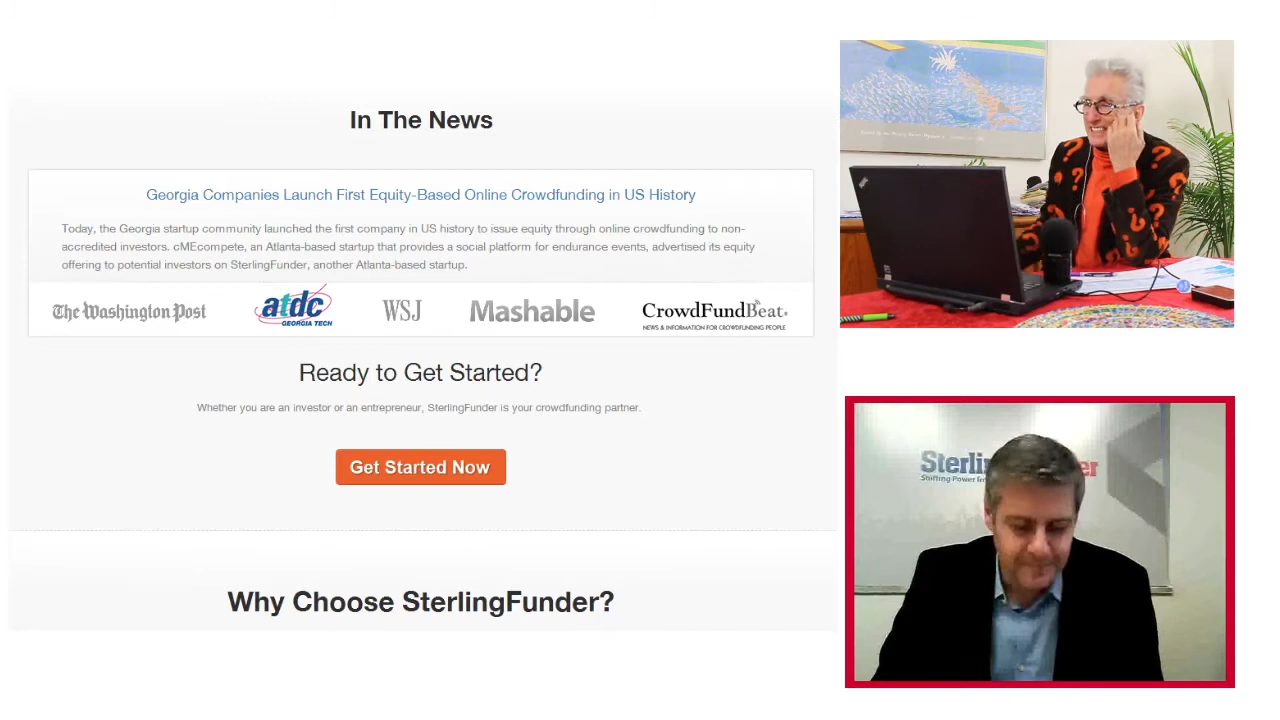 In The News
Georgia Companies Launch First Equity-Based Online Crowdfunding in US History
Today, the Georgia startup community launched the first company in US history to issue equity through online crowdfunding to non-
accredited investors. cMEcompete, an Atlanta-based startup that provides a social platform for endurance events, advertised its equity
offering to potential investors on SterlingFunder, another Atlanta-based startup.
The Washington Post
atdc
GEORGIA TECH
WSJ
Mashable
CrowdFundBeat
NEWS & INFORMATION FOR CROWDFUNDING PEOPLE
Ready to Get Started?
Whether you are an investor or an entrepreneur, SterlingFunder is your crowdfunding partner.
Get Started Now
Why Choose SterlingFunder?
Shifting Power